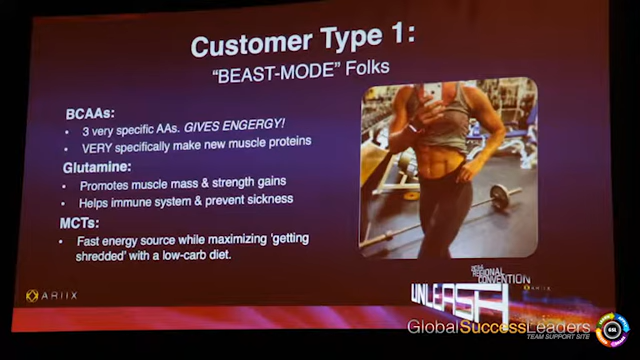 Customer Type 1:
"BEAST-MODE" Folks
BCAAs:
• 3 very specific AAs. GIVES ENGERGY!
• VERY specifically make new muscle proteins
Glutamine:
• Promotes muscle mass & strength gains
• Helps immune system & prevent sickness
MCTs:
• Fast energy source while maximizing 'getting
shredded' with a low-carb diet.
ARIIX
REGIONAL
CONVENTION
UNLEASH
ARIIX
GlobalSuccessLeaders
TEAM SUPPORT SITE
GSL